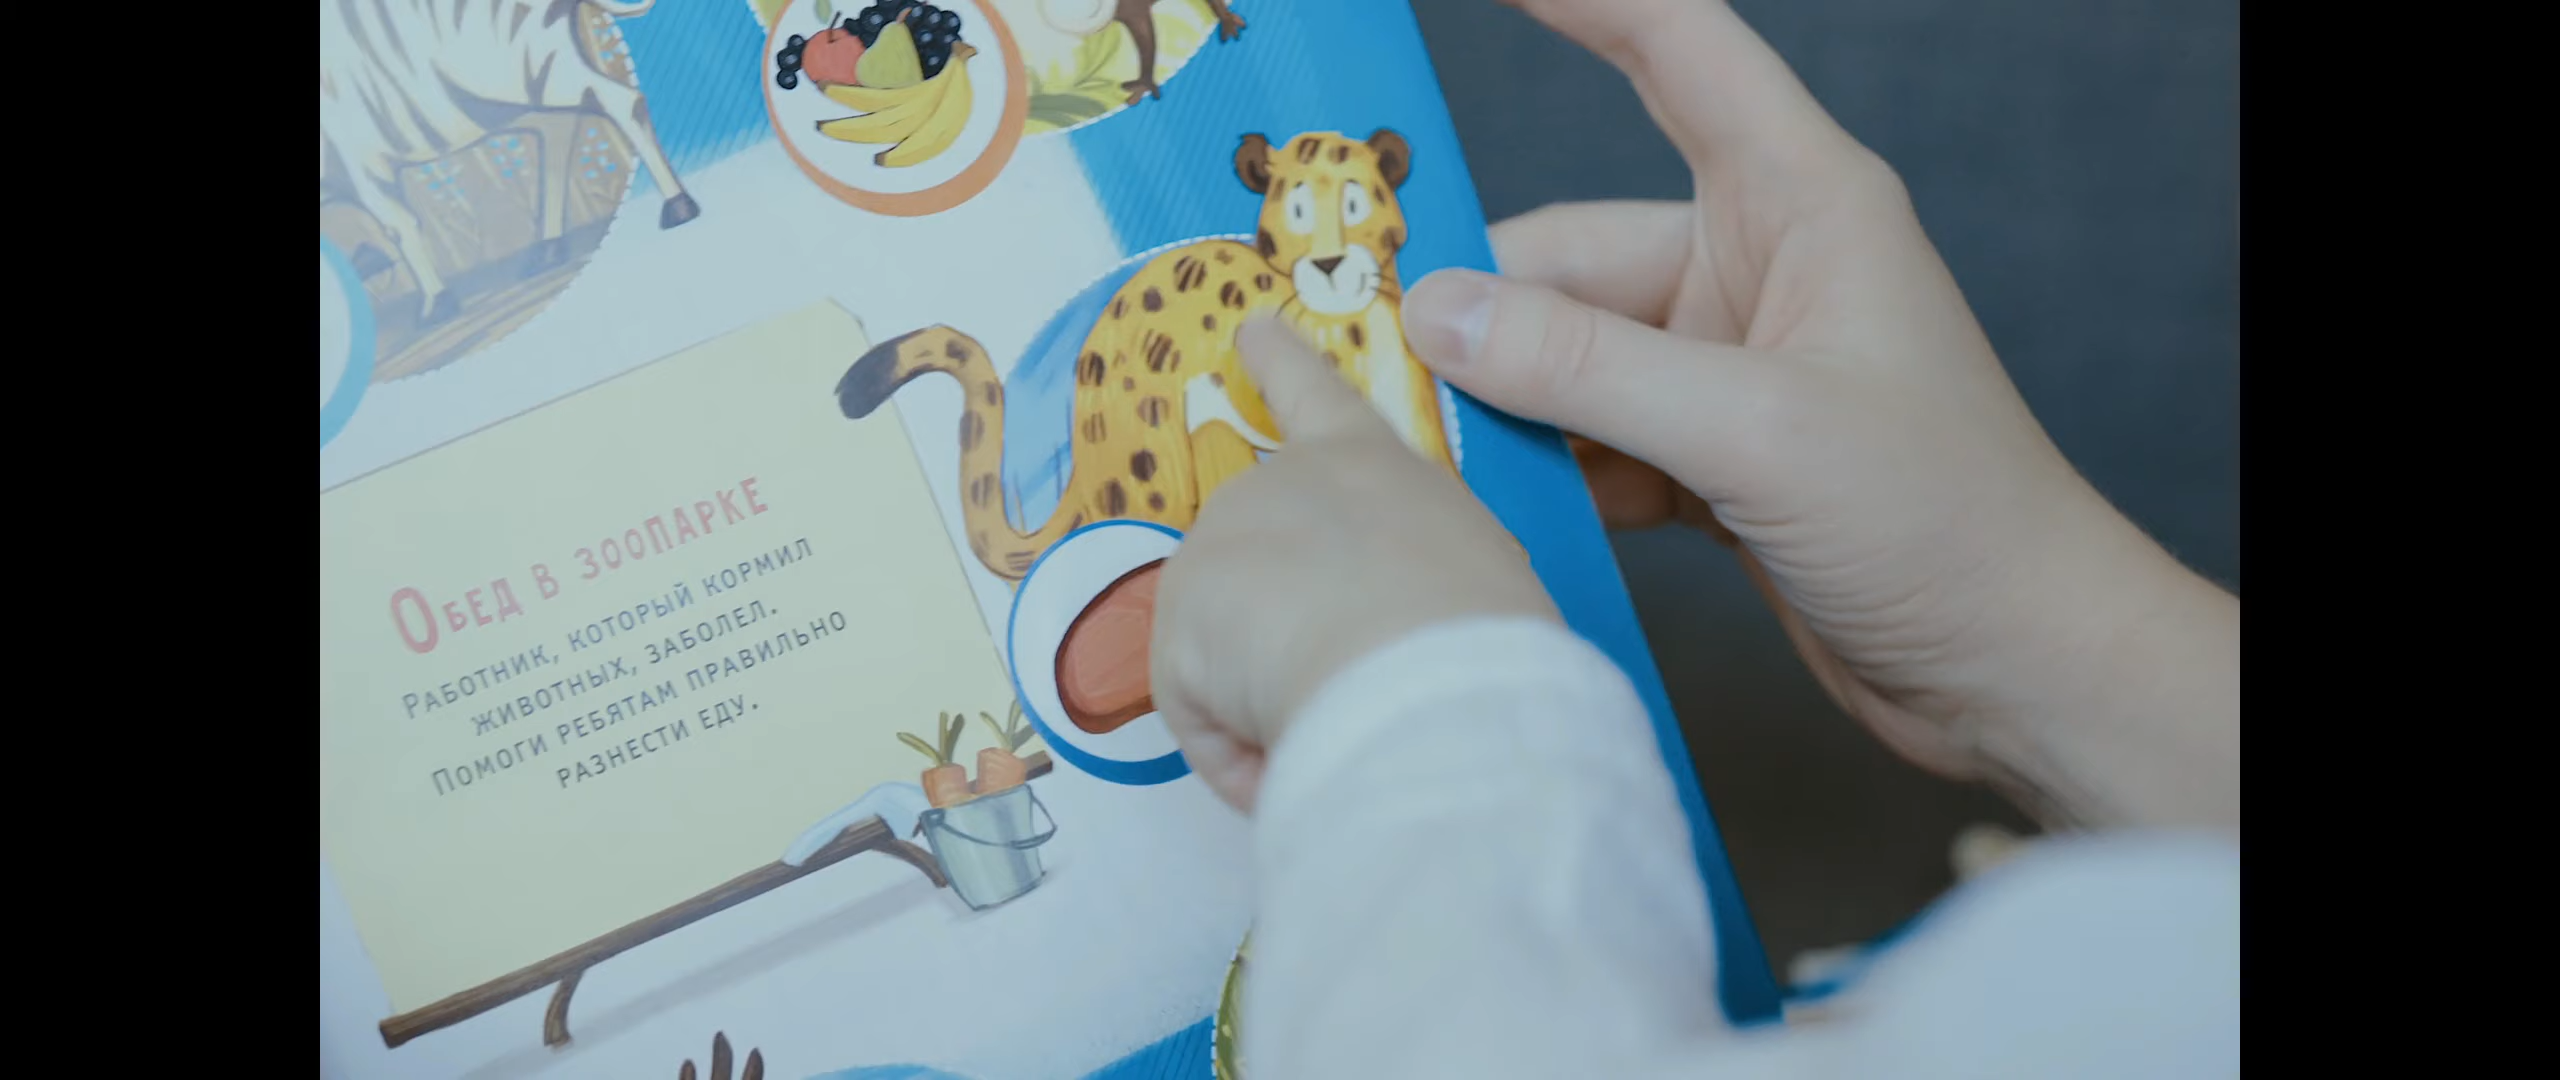 Обед в зоопарке
Работник, который кормил
животных, заболел.
Помоги ребятам правильно
разнести еду.